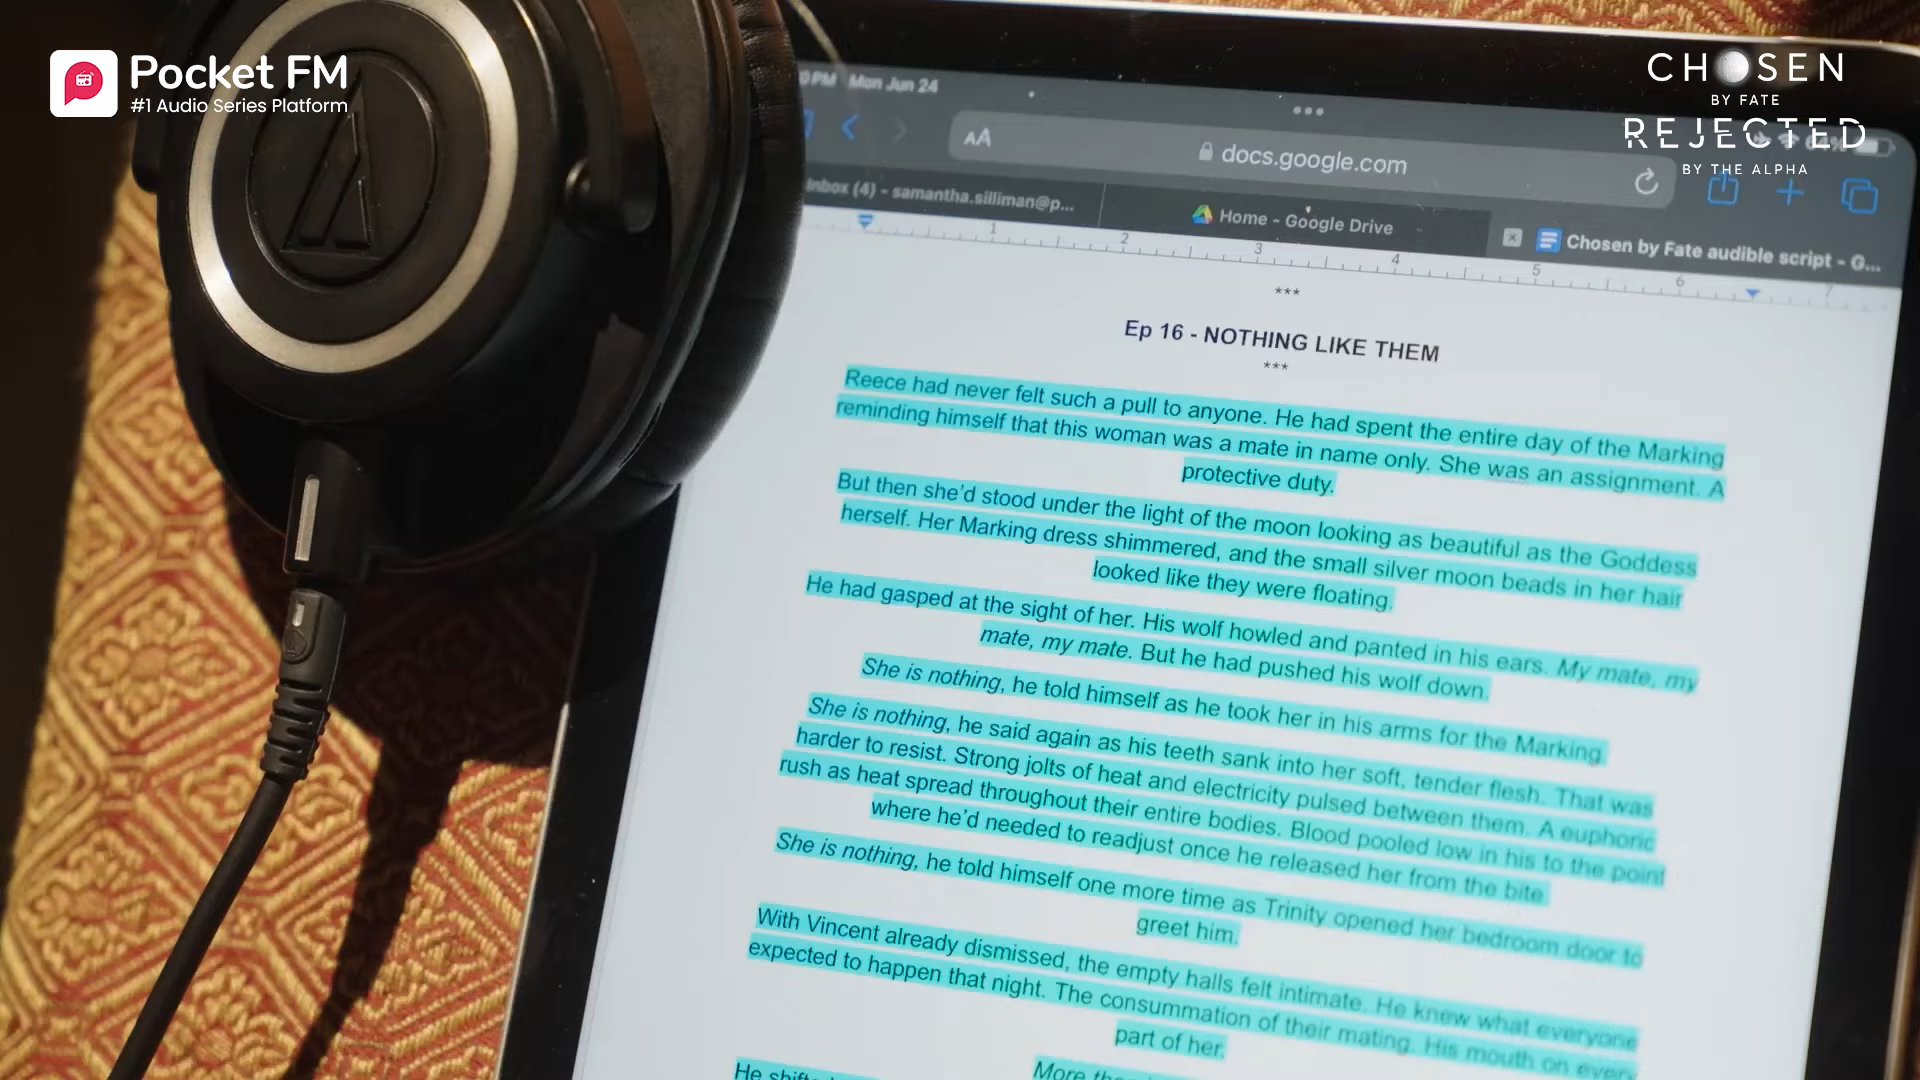 Pocket FM
#1 Audio Series Platform
CHOSEN
BY FATE
REJECTED
BY THE ALPHA
PM Mon Jun 24
AA
docs.google.com
Inbox (4) - samantha.silliman@p...
Home - Google Drive
Chosen by Fate audible script - G...
1 2 3 4 5 6 7
***
Ep 16 - NOTHING LIKE THEM
***
Reece had never felt such a pull to anyone. He had spent the entire day of the Marking
reminding himself that this woman was a mate in name only. She was an assignment. A
protective duty.
But then she'd stood under the light of the moon looking as beautiful as the Goddess
herself. Her Marking dress shimmered, and the small silver moon beads in her hair
looked like they were floating.
He had gasped at the sight of her. His wolf howled and panted in his ears. My mate, my
mate, my mate. But he had pushed his wolf down.
She is nothing, he told himself as he took her in his arms for the Marking.
She is nothing, he said again as his teeth sank into her soft, tender flesh. That was
harder to resist. Strong jolts of heat and electricity pulsed between them. A euphoric
rush as heat spread throughout their entire bodies. Blood pooled low in his to the point
where he'd needed to readjust once he released her from the bite.
She is nothing, he told himself one more time as Trinity opened her bedroom door to
greet him.
With Vincent already dismissed, the empty halls felt intimate. He knew what everyone
expected to happen that night. The consummation of their mating. His mouth on every
part of her.
He
More